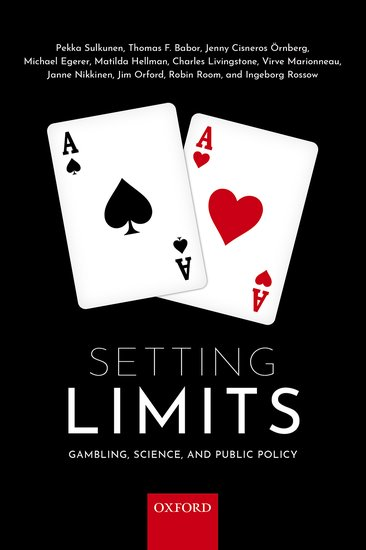 Pekka Sulkunen, Thomas F. Babor, Jenny Cisneros Örnberg,
Michael Egerer, Matilda Hellman, Charles Livingstone, Virve Marionneau,
Janne Nikkinen, Jim Orford, Robin Room, and Ingeborg Rossow
A
A
A
A
SETTING
LIMITS
GAMBLING, SCIENCE, AND PUBLIC POLICY
OXFORD